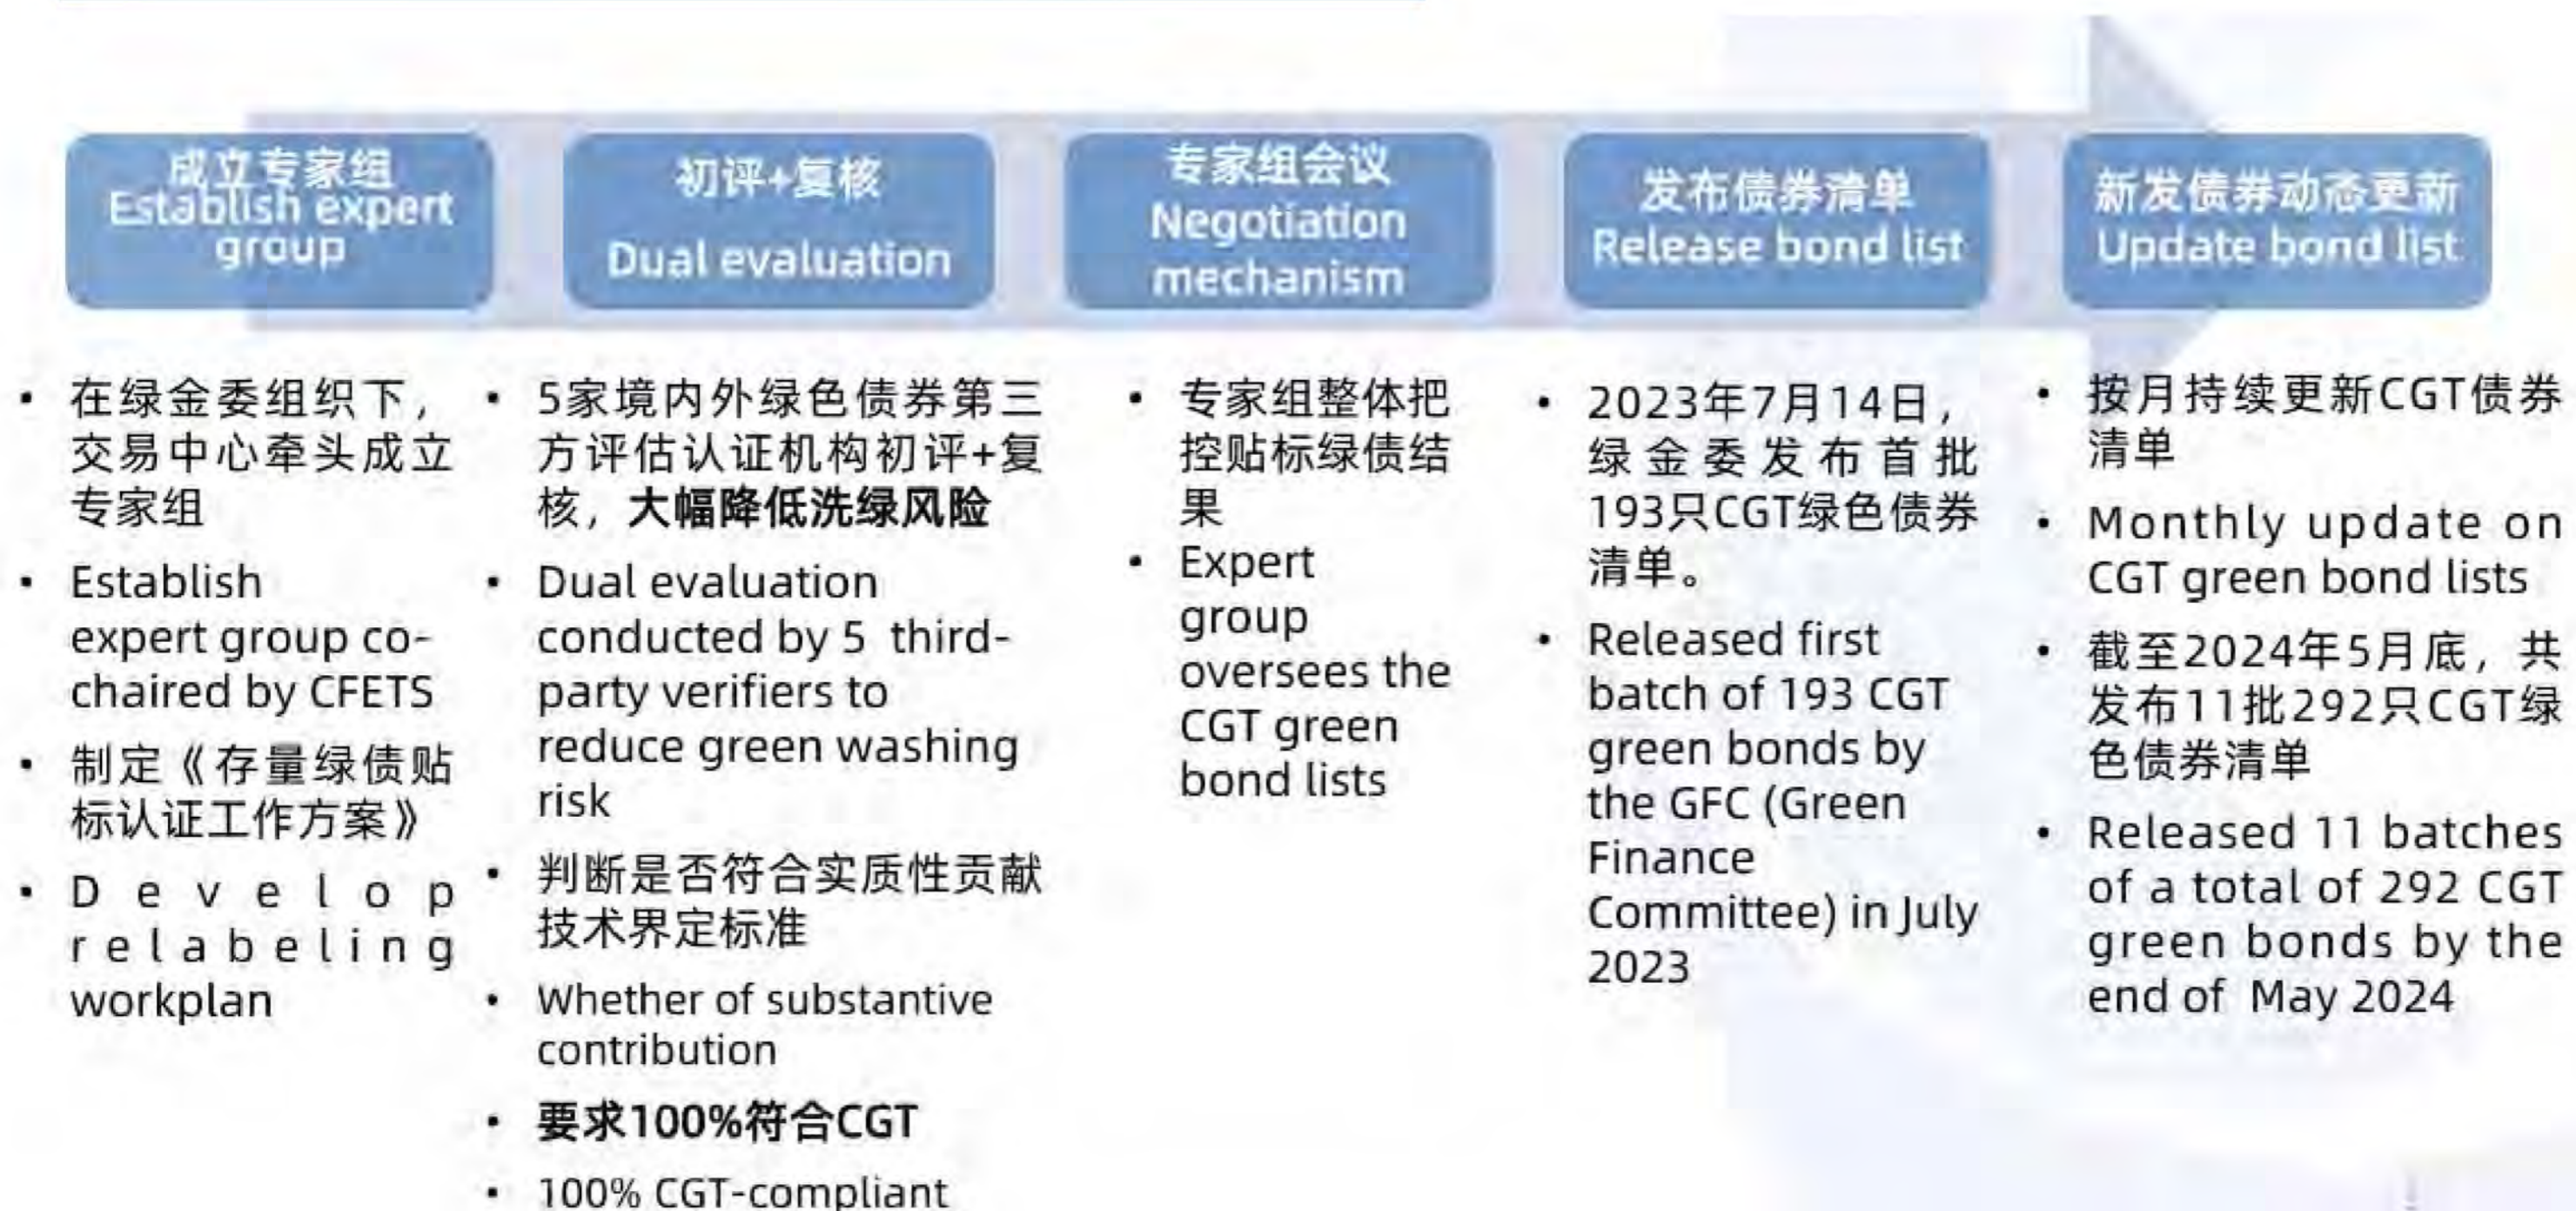 成立专家组
Establish expert
group
初评+复核
Dual evaluation
专家组会议
Negotiation
mechanism
发布债券清单
Release bond list
新发债券动态更新
Update bond list
• 在绿金委组织下，
交易中心牵头成立
专家组
• Establish
expert group co-
chaired by CFETS
• 制定《存量绿债贴
标认证工作方案》
• Develop
relabeling
workplan
• 5家境内外绿色债券第三
方评估认证机构初评+复
核，大幅降低洗绿风险
• Dual evaluation
conducted by 5 third-
party verifiers to
reduce green washing
risk
• 判断是否符合实质性贡献
技术界定标准
• Whether of substantive
contribution
• 要求100%符合CGT
• 100% CGT-compliant
• 专家组整体把
控贴标绿债结
果
• Expert
group
oversees the
CGT green
bond lists
• 2023年7月14日，
绿金委发布首批
193只CGT绿色债券
清单。
• Released first
batch of 193 CGT
green bonds by
the GFC (Green
Finance
Committee) in July
2023
• 按月持续更新CGT债券
清单
• Monthly update on
CGT green bond lists
• 截至2024年5月底，共
发布11批292只CGT绿
色债券清单
• Released 11 batches
of a total of 292 CGT
green bonds by the
end of May 2024